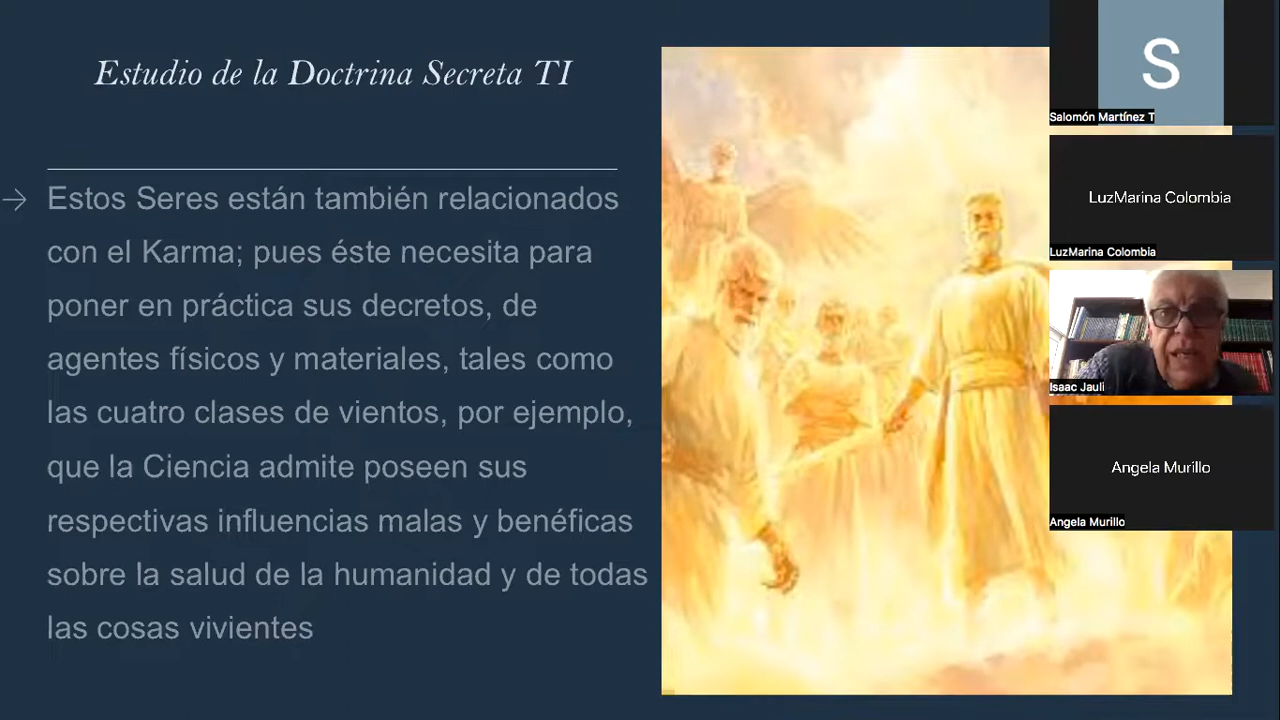 Estudio de la Doctrina Secreta TI
→ Estos Seres están también relacionados
con el Karma; pues éste necesita para
poner en práctica sus decretos, de
agentes físicos y materiales, tales como
las cuatro clases de vientos, por ejemplo,
que la Ciencia admite poseen sus
respectivas influencias malas y benéficas
sobre la salud de la humanidad y de todas
las cosas vivientes
S
Salomón Martínez T
LuzMarina Colombia
LuzMarina Colombia
Isaac Jauli
Angela Murillo
Angela Murillo